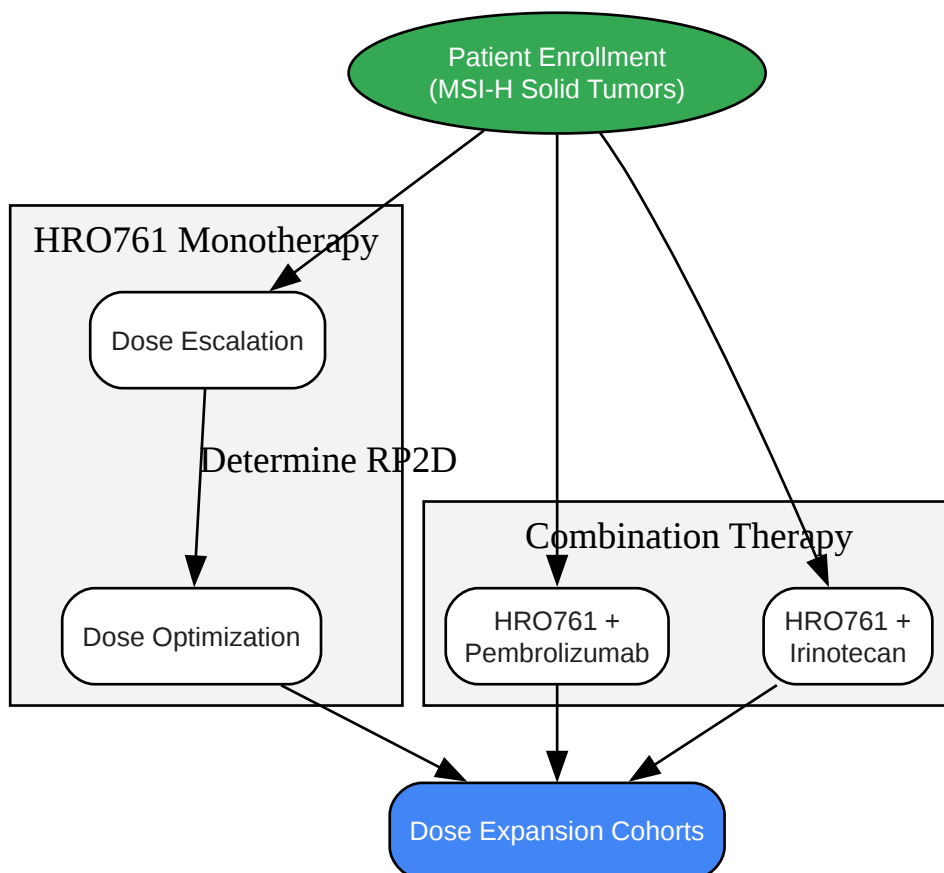 Patient Enrollment
(MSI-H Solid Tumors)
HRO761 Monotherapy
Dose Escalation
Determine RP2D
Combination Therapy
Dose Optimization
HRO761 +
Pembrolizumab
HRO761 +
Irinotecan
Dose Expansion Cohorts